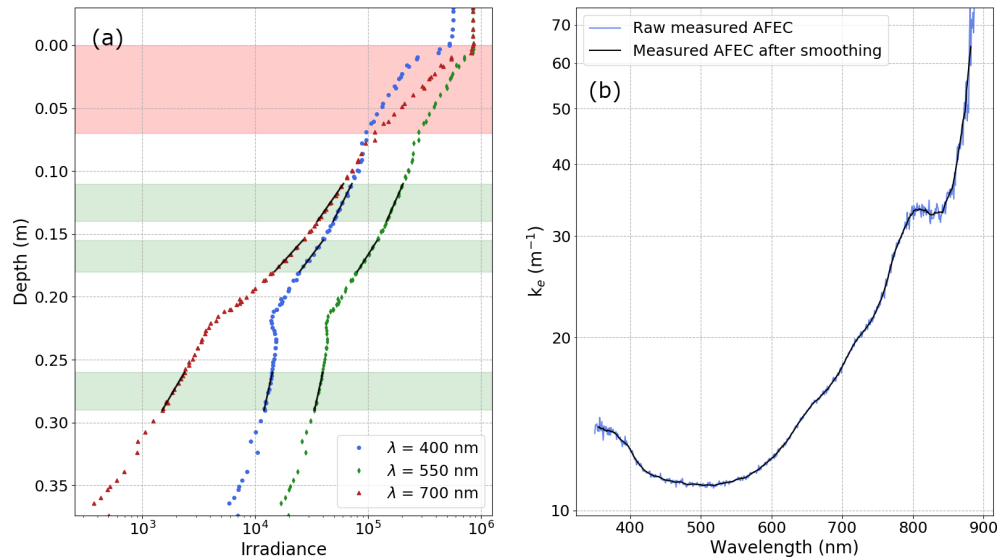 (a)
0.00
0.05
0.10
0.15
0.20
0.25
0.30
0.35
Depth (m)
10³
10⁴
10⁵
10⁶
Irradiance
λ = 400 nm
λ = 550 nm
λ = 700 nm
Raw measured AFEC
Measured AFEC after smoothing
(b)
70
60
50
40
30
20
10
kₑ (m⁻¹)
400
500
600
700
800
900
Wavelength (nm)